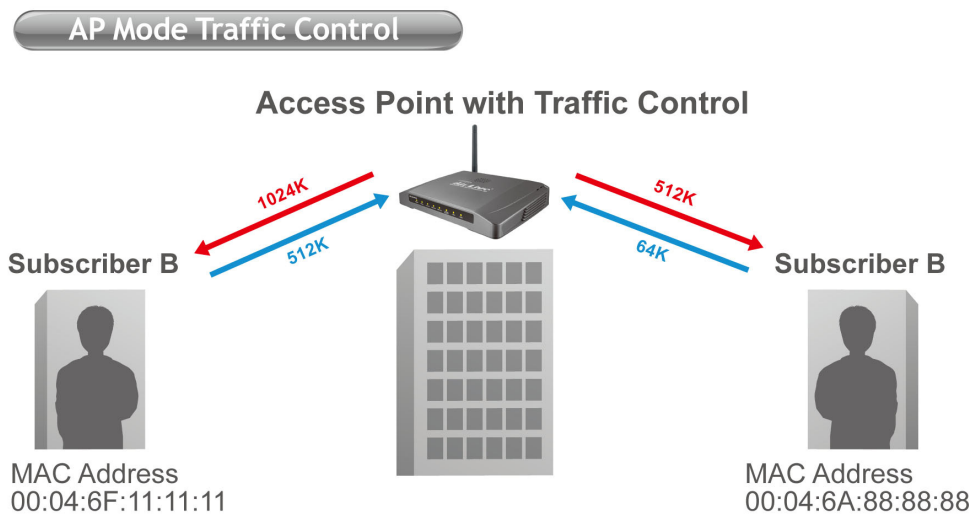 AP Mode Traffic Control
Access Point with Traffic Control
1024K
512K
512K
64K
Subscriber B
Subscriber B
MAC Address
00:04:6F:11:11:11
MAC Address
00:04:6A:88:88:88